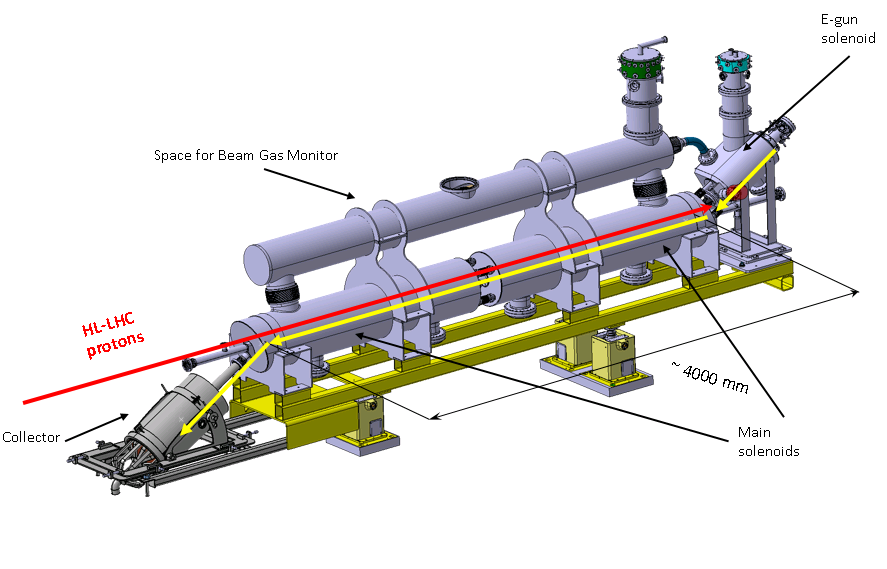 E-gun
solenoid
Space for Beam Gas Monitor
HL-LHC
protons
~ 4000 mm
Collector
Main
solenoids